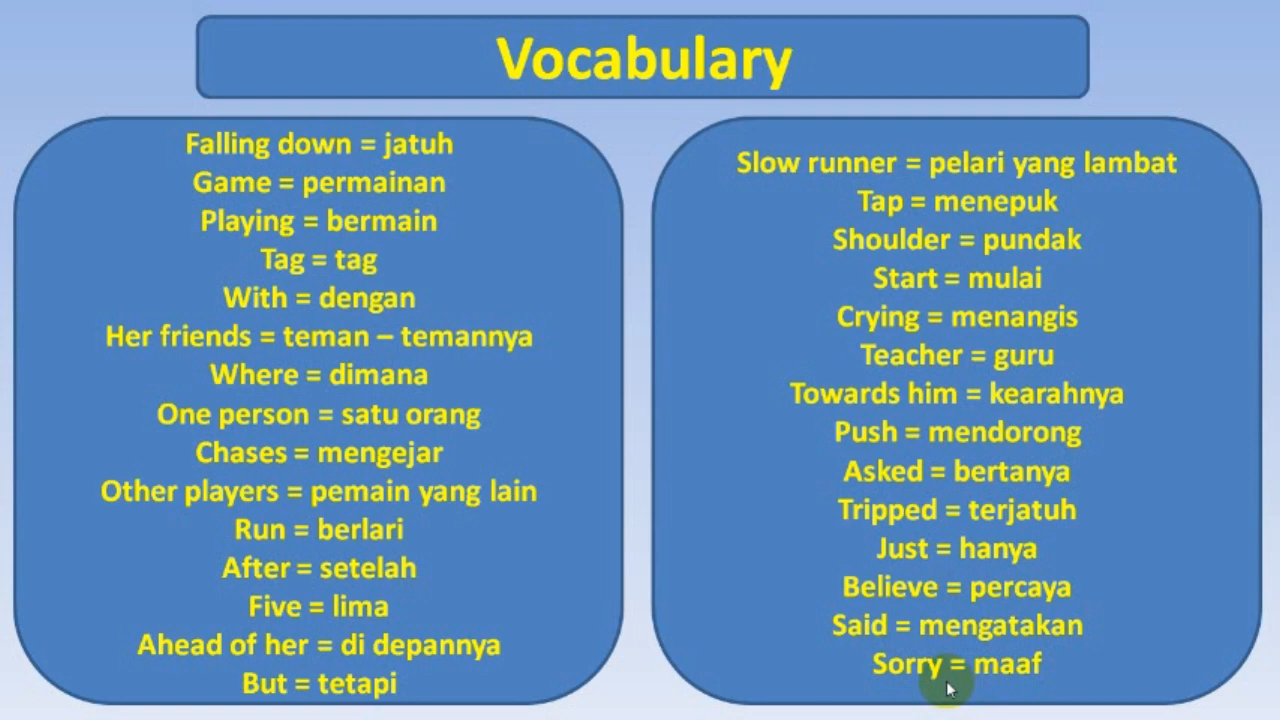 Vocabulary
Falling down = jatuh
Game = permainan
Playing = bermain
Tag = tag
With = dengan
Her friends = teman – temannya
Where = dimana
One person = satu orang
Chases = mengejar
Other players = pemain yang lain
Run = berlari
After = setelah
Five = lima
Ahead of her = di depannya
But = tetapi
Slow runner = pelari yang lambat
Tap = menepuk
Shoulder = pundak
Start = mulai
Crying = menangis
Teacher = guru
Towards him = kearahnya
Push = mendorong
Asked = bertanya
Tripped = terjatuh
Just = hanya
Believe = percaya
Said = mengatakan
Sorry = maaf